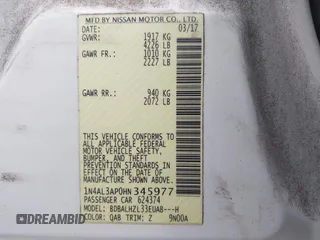 MFD BY NISSAN MOTOR CO., LTD.
DATE: 03/17
GVWR: 1917 KG
4226 LB
GAWR FR: 1010 KG
2227 LB
GAWR RR: 940 KG
2072 LB
THIS VEHICLE CONFORMS TO ALL
APPLICABLE U.S. FEDERAL
MOTOR VEHICLE SAFETY,
BUMPER, AND THEFT
PREVENTION STANDARDS IN
EFFECT ON THE DATE OF
MANUFACTURE SHOWN ABOVE.
1N4AL3AP0HN345977
PASSENGER CAR 624374
MODEL: BDBALHZL33EUAB---H
COLOR: QAB TRIM: Z 9N00A
DREAMBID